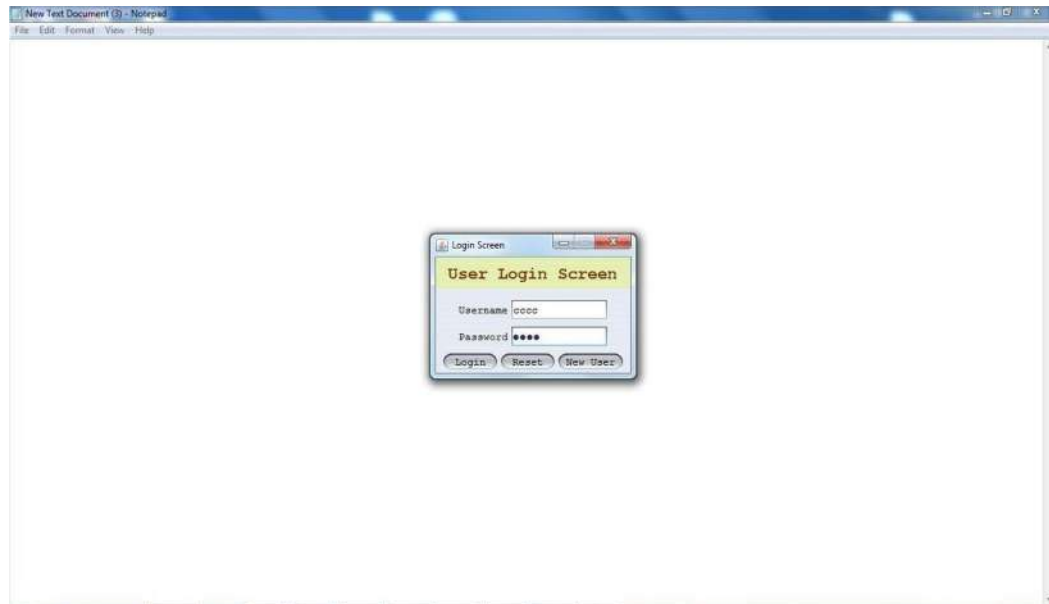 New Text Document (3) - Notepad
File Edit Format View Help
Login Screen
User Login Screen
Username cccc
Password ••••
Login Reset New User